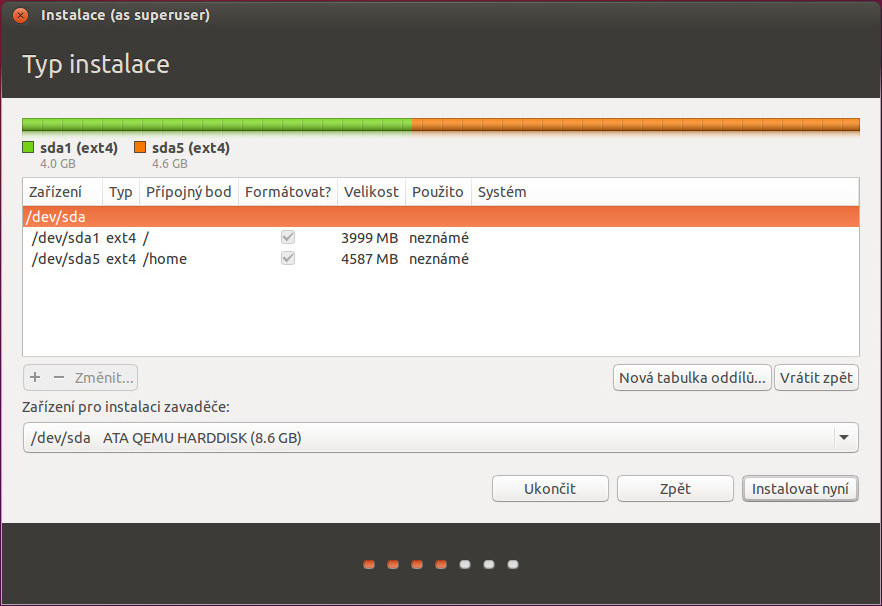 Instalace (as superuser)
Typ instalace
sda1 (ext4) sda5 (ext4)
4.0 GB 4.6 GB
Zařízení Typ Přípojný bod Formátovat? Velikost Použito Systém
/dev/sda
/dev/sda1 ext4 / 3999 MB neznámé
/dev/sda5 ext4 /home 4587 MB neznámé
+ − Změnit... Nová tabulka oddílů... Vrátit zpět
Zařízení pro instalaci zavaděče:
/dev/sda ATA QEMU HARDDISK (8.6 GB)
Ukončit Zpět Instalovat nyní